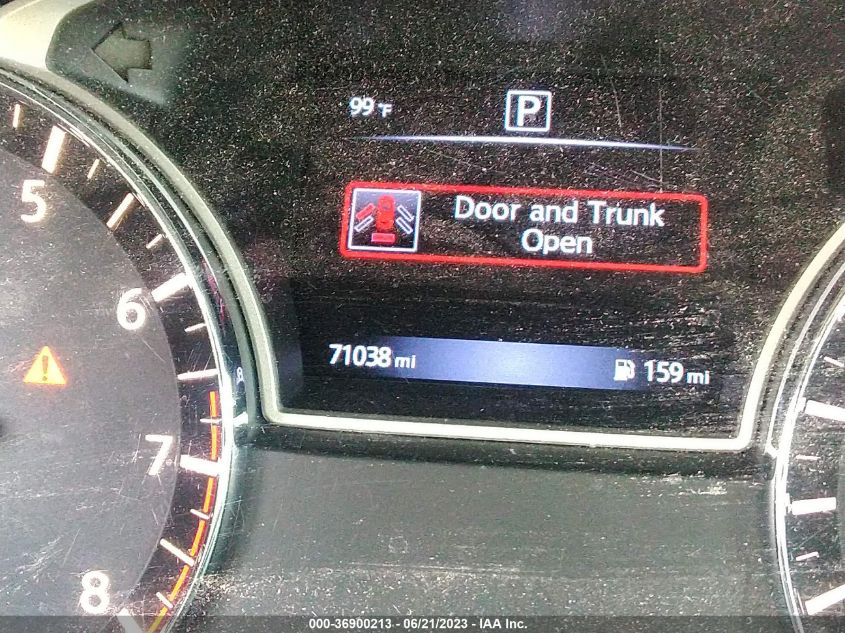 99 °F
P
Door and Trunk
Open
5
6
71038 mi
159 mi
7
8
000-36900213 - 06/21/2023 - IAA Inc.